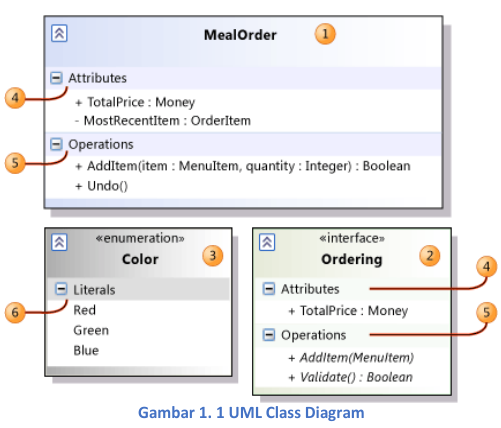 MealOrder
1
Attributes
4
+ TotalPrice : Money
- MostRecentItem : OrderItem
Operations
5
+ AddItem(item : MenuItem, quantity : Integer) : Boolean
+ Undo()
«enumeration»
Color
3
Literals
6
Red
Green
Blue
«interface»
Ordering
2
Attributes
4
+ TotalPrice : Money
Operations
5
+ AddItem(MenuItem)
+ Validate() : Boolean
Gambar 1. 1 UML Class Diagram